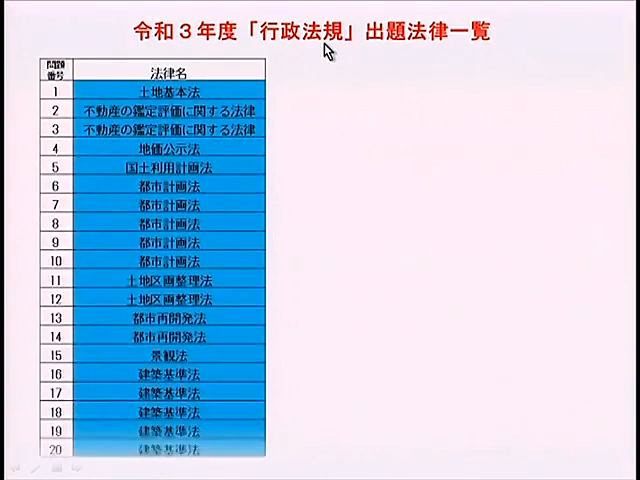 令和３年度「行政法規」出題法律一覧
問題番号 法律名
1 土地基本法
2 不動産の鑑定評価に関する法律
3 不動産の鑑定評価に関する法律
4 地価公示法
5 国土利用計画法
6 都市計画法
7 都市計画法
8 都市計画法
9 都市計画法
10 都市計画法
11 土地区画整理法
12 土地区画整理法
13 都市再開発法
14 都市再開発法
15 景観法
16 建築基準法
17 建築基準法
18 建築基準法
19 建築基準法
20 建築基準法